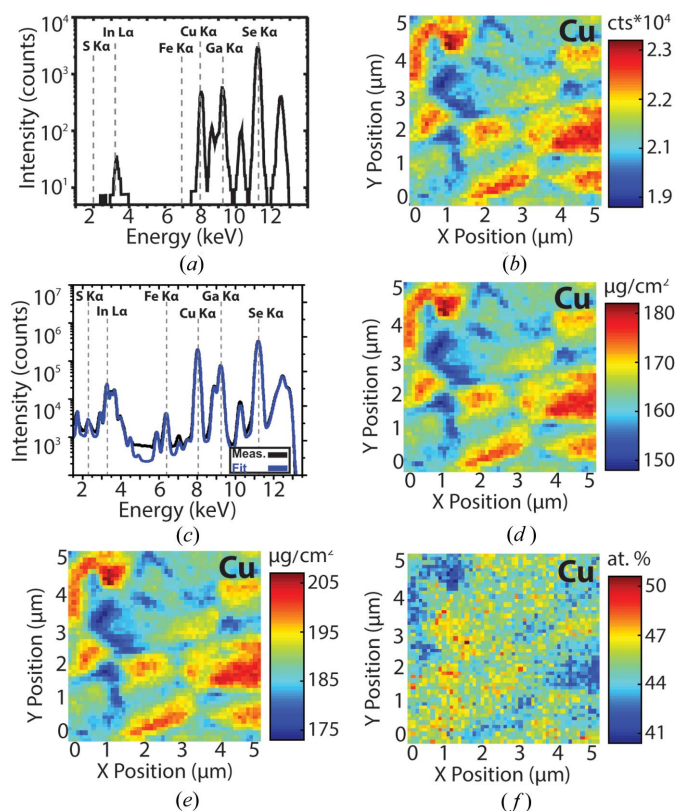 Cu Kα Se Kα
In Lα
S Kα Fe Kα Ga Kα
10⁴
10³
10²
10¹
Intensity (counts)
2 4 6 8 10 12
Energy (keV)
(a)
Cu
cts*10⁴
2.3
2.2
2.1
1.9
5
4
3
2
1
0
Y Position (µm)
0 1 2 3 4 5
X Position (µm)
(b)
S Kα Fe Kα Ga Kα
In Lα Cu Kα Se Kα
10⁷
10⁶
10⁵
10⁴
10³
Intensity (counts)
Meas.
Fit
2 4 6 8 10 12
Energy (keV)
(c)
Cu
µg/cm²
180
170
160
150
5
4
3
2
1
0
Y Position (µm)
0 1 2 3 4 5
X Position (µm)
(d)
Cu
µg/cm²
205
195
185
175
5
4
3
2
1
0
Y Position (µm)
0 1 2 3 4 5
X Position (µm)
(e)
Cu
at. %
50
47
44
41
5
4
3
2
1
0
Y Position (µm)
0 1 2 3 4 5
X Position (µm)
(f)